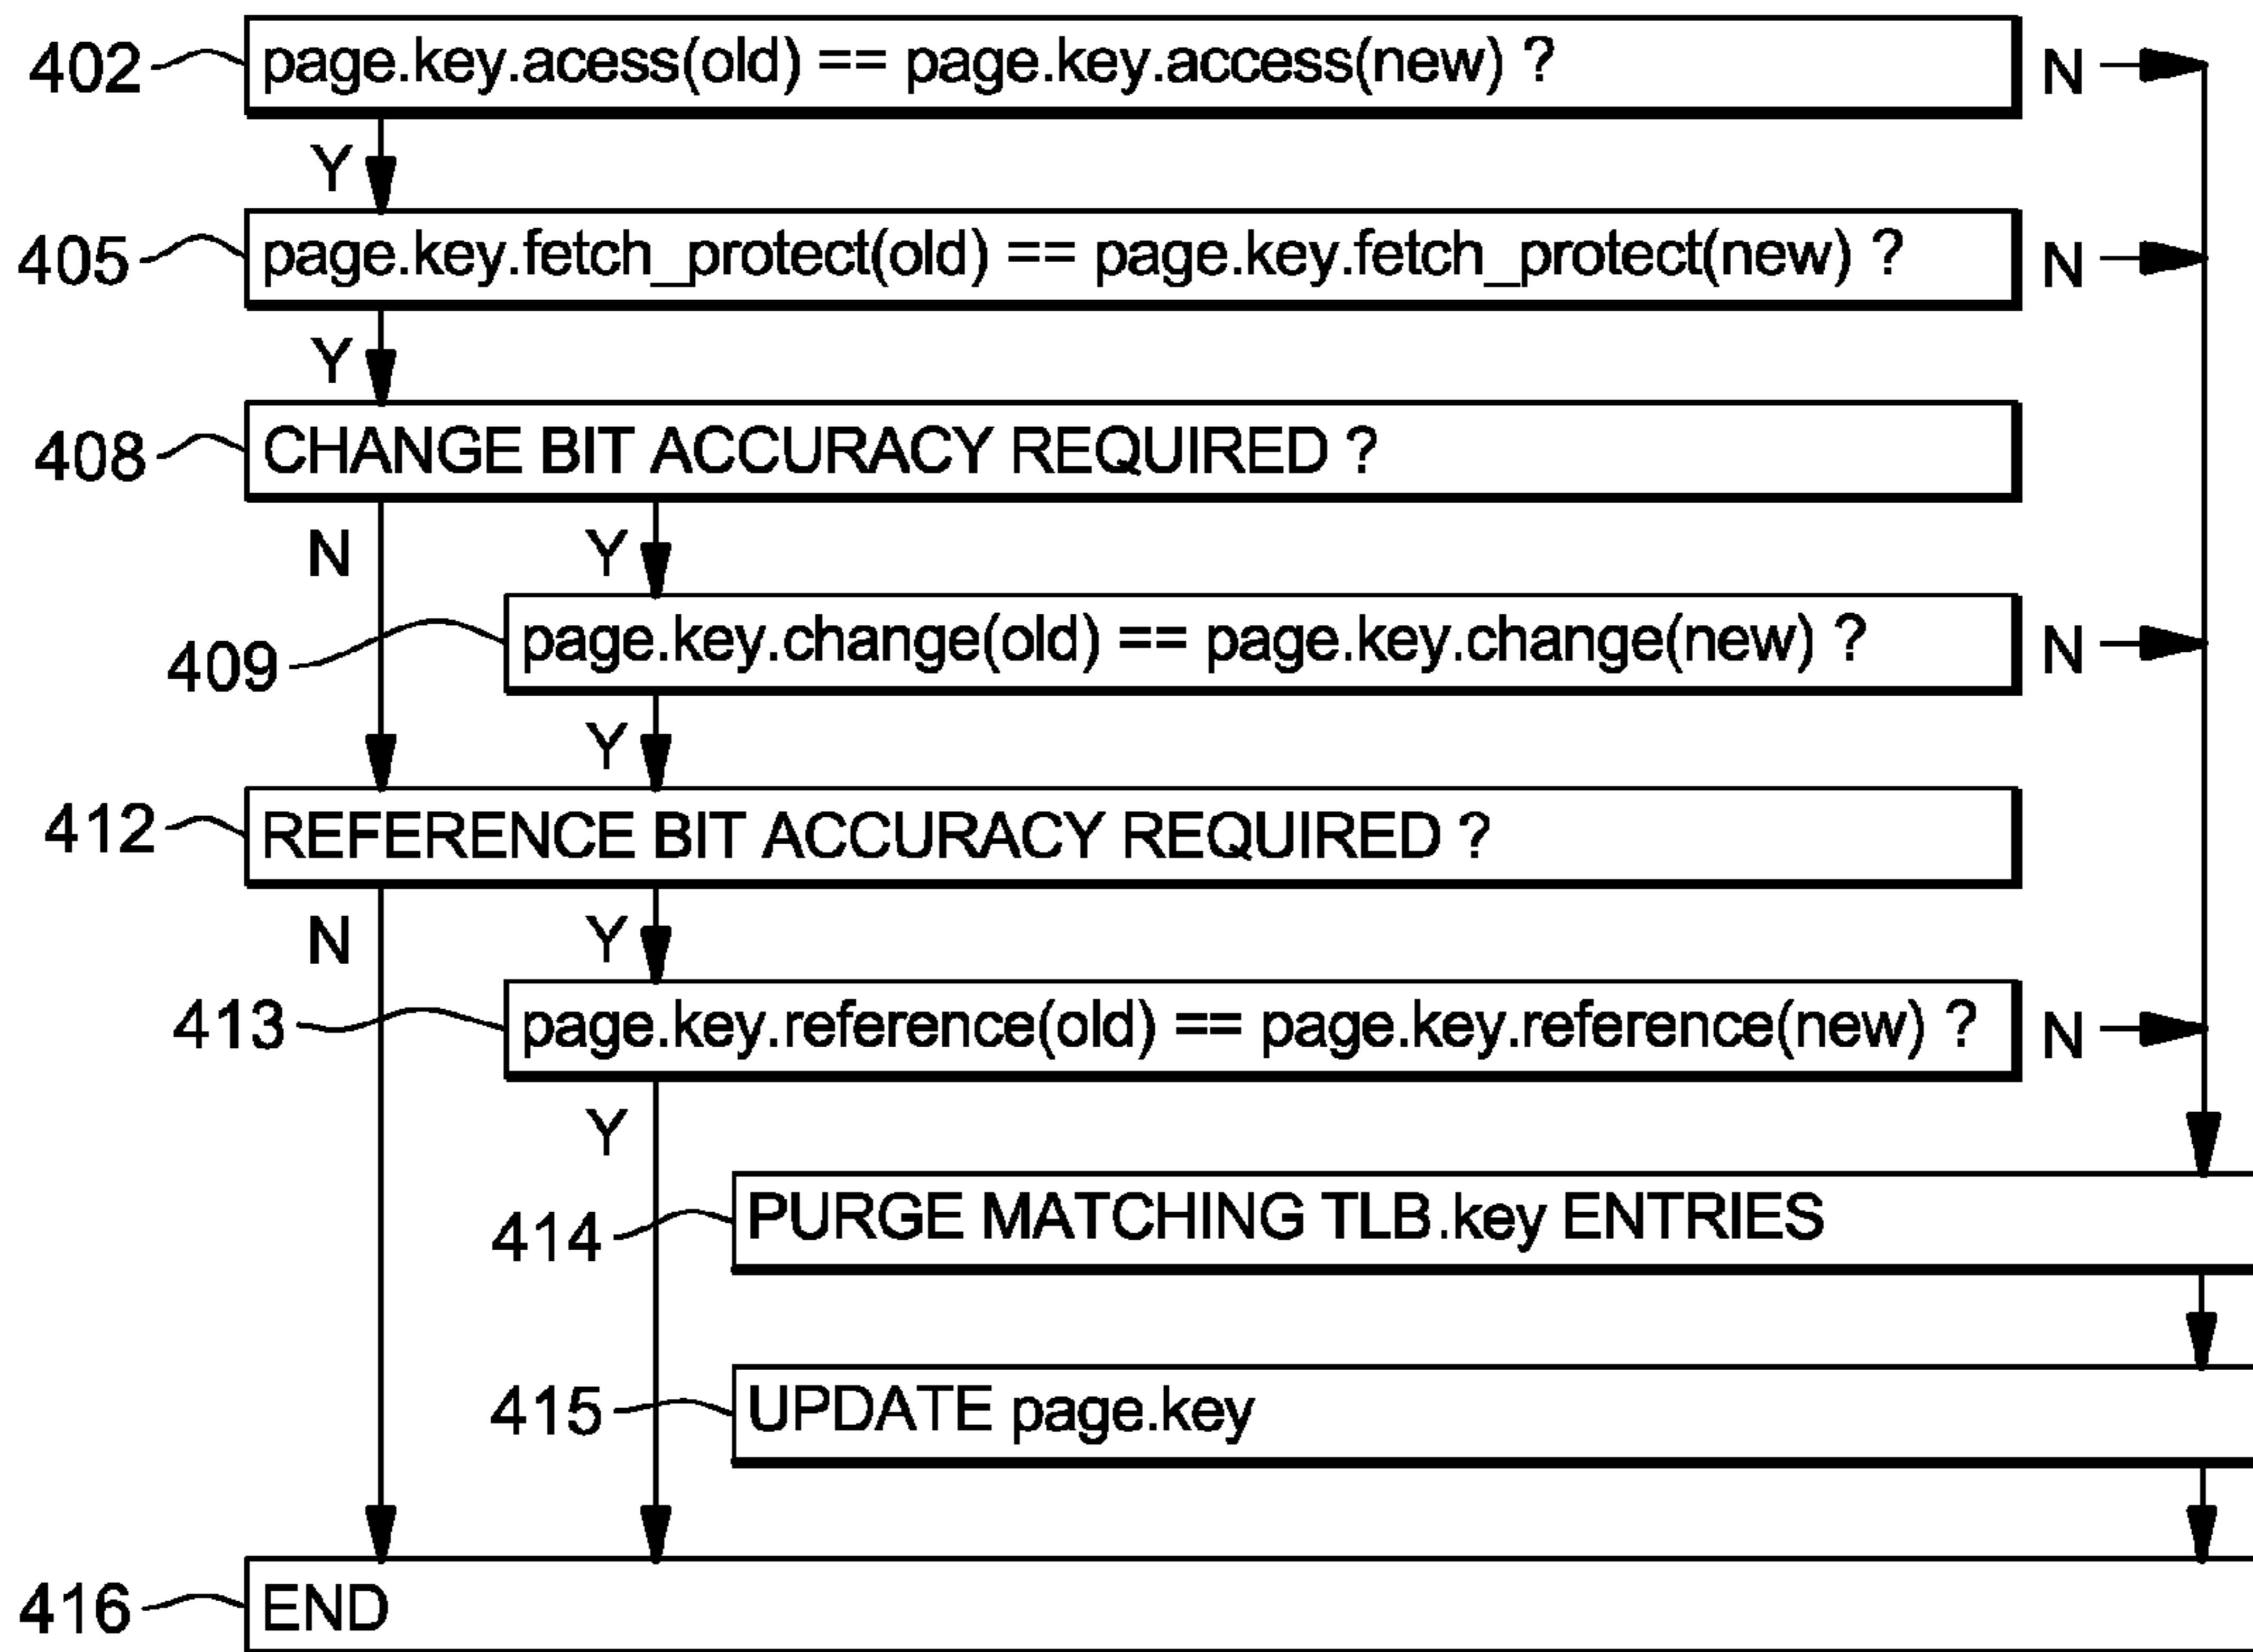 402 page.key.acess(old) == page.key.access(new) ? N
Y
405 page.key.fetch_protect(old) == page.key.fetch_protect(new) ? N
Y
408 CHANGE BIT ACCURACY REQUIRED ?
N Y
409 page.key.change(old) == page.key.change(new) ? N
Y
412 REFERENCE BIT ACCURACY REQUIRED ?
N Y
413 page.key.reference(old) == page.key.reference(new) ? N
Y
414 PURGE MATCHING TLB.key ENTRIES
415 UPDATE page.key
416 END